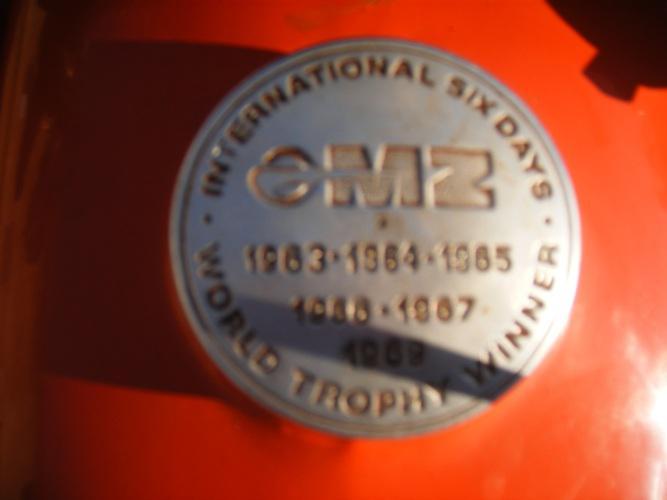 INTERNATIONAL SIX DAYS
MZ
1963·1964·1965
1966·1967
1969
WORLD TROPHY WINNER